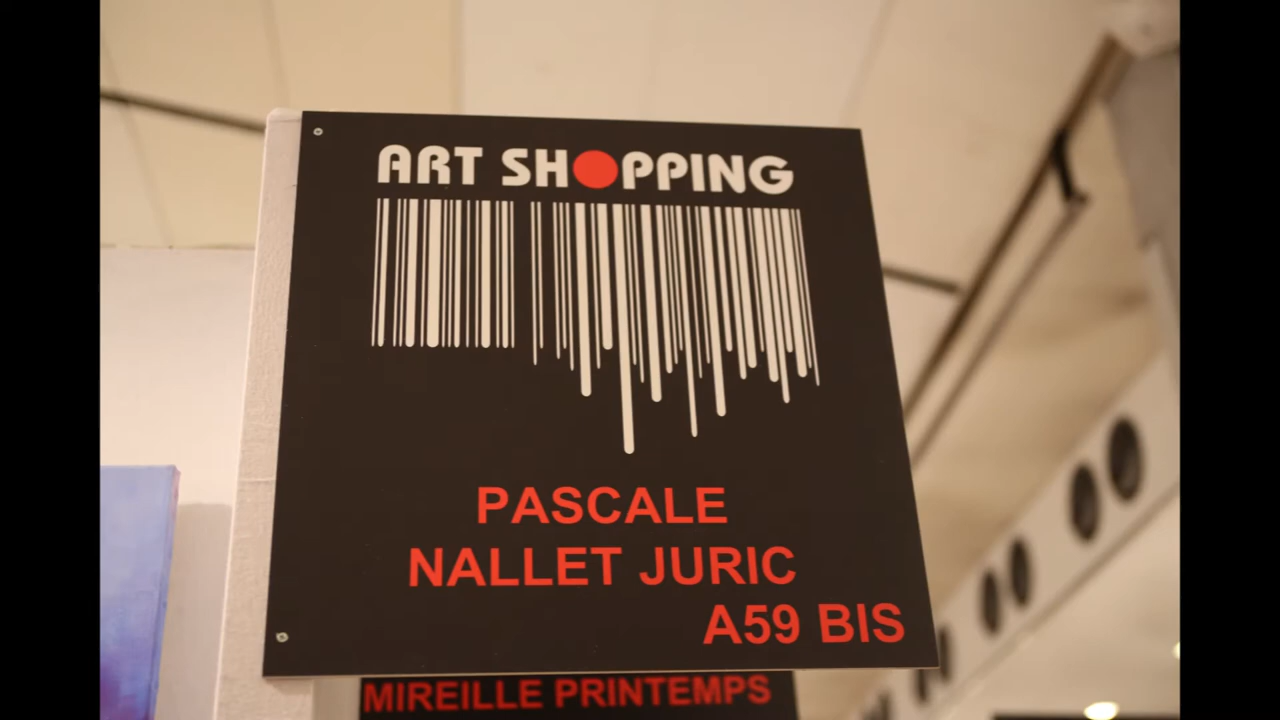 ART SHOPPING
PASCALE
NALLET JURIC
A59 BIS
MIREILLE PRINTEMPS